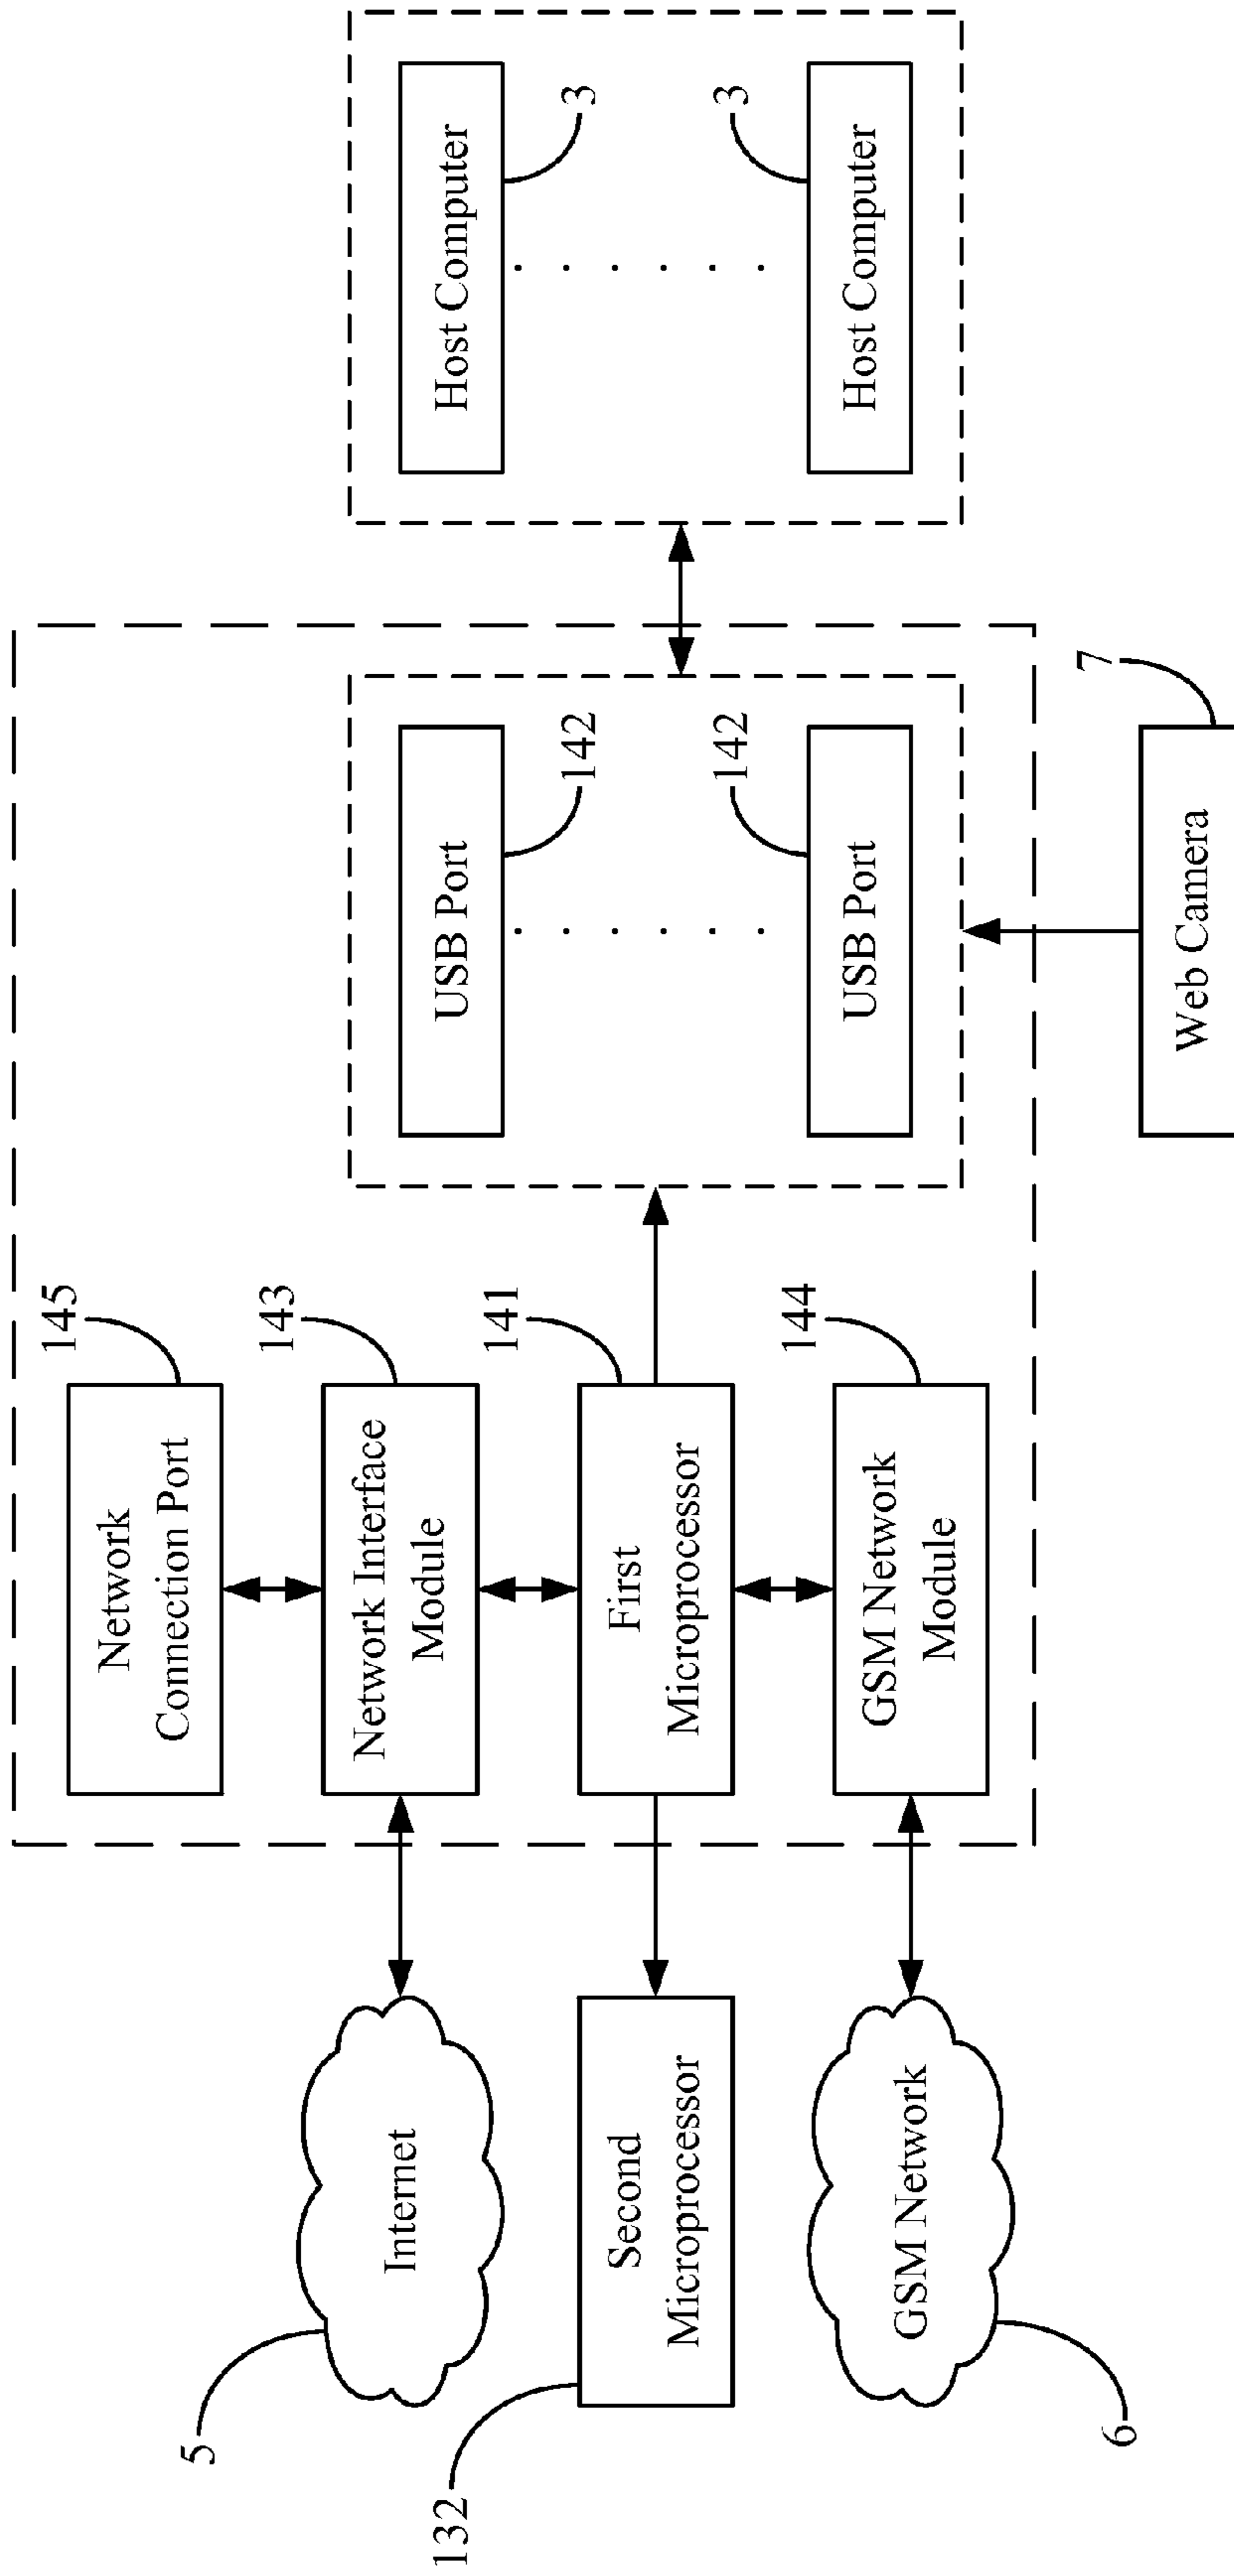 145
Network
Connection Port
5
Internet
Network Interface
Module
143
USB Port
142
Host Computer
3
132
Second
Microprocessor
First
Microprocessor
141
142
USB Port
3
Host Computer
GSM Network
6
GSM Network
Module
144
Web Camera
7